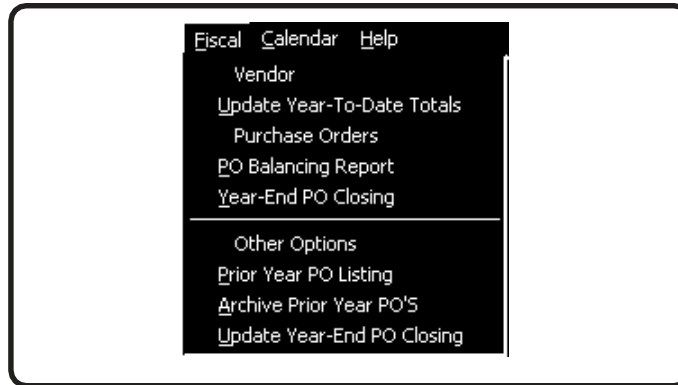 Fiscal Calendar Help
Vendor
Update Year-To-Date Totals
Purchase Orders
PO Balancing Report
Year-End PO Closing
Other Options
Prior Year PO Listing
Archive Prior Year PO'S
Update Year-End PO Closing